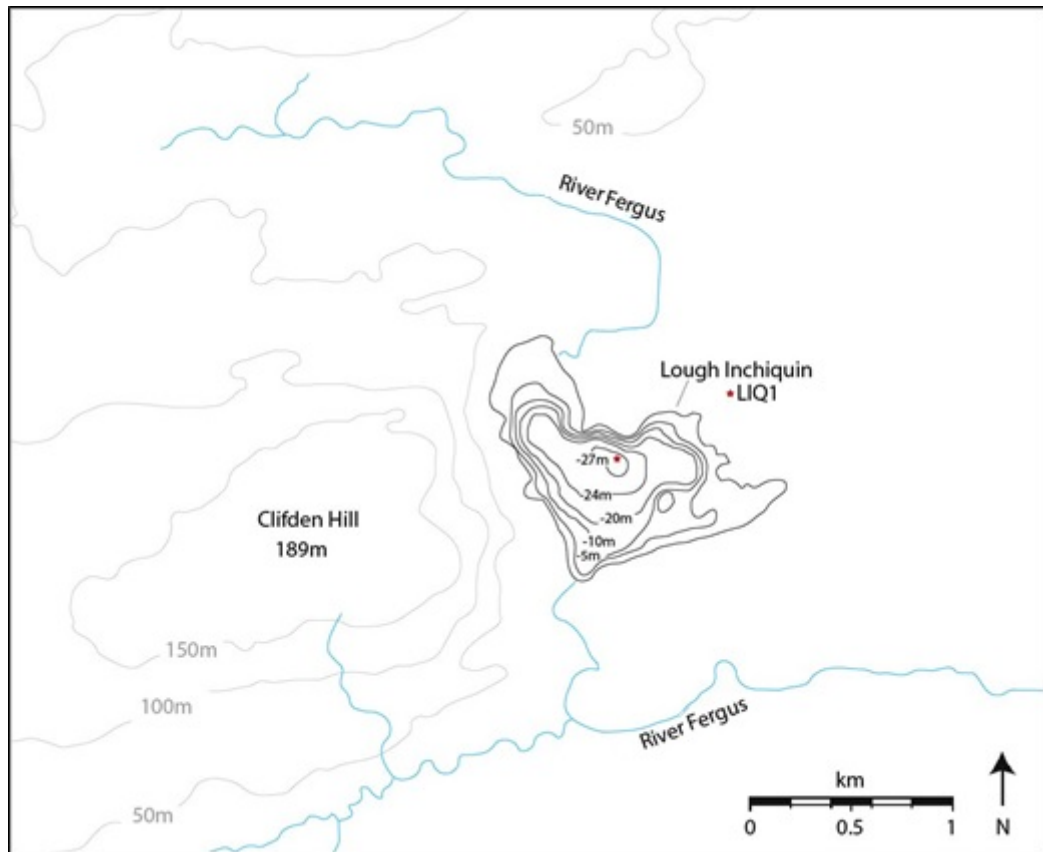 50m
River Fergus
Lough Inchiquin
LIQ1
-27m
-24m
-20m
-10m
-5m
Clifden Hill
189m
150m
100m
50m
River Fergus
km
0 0.5 1
N